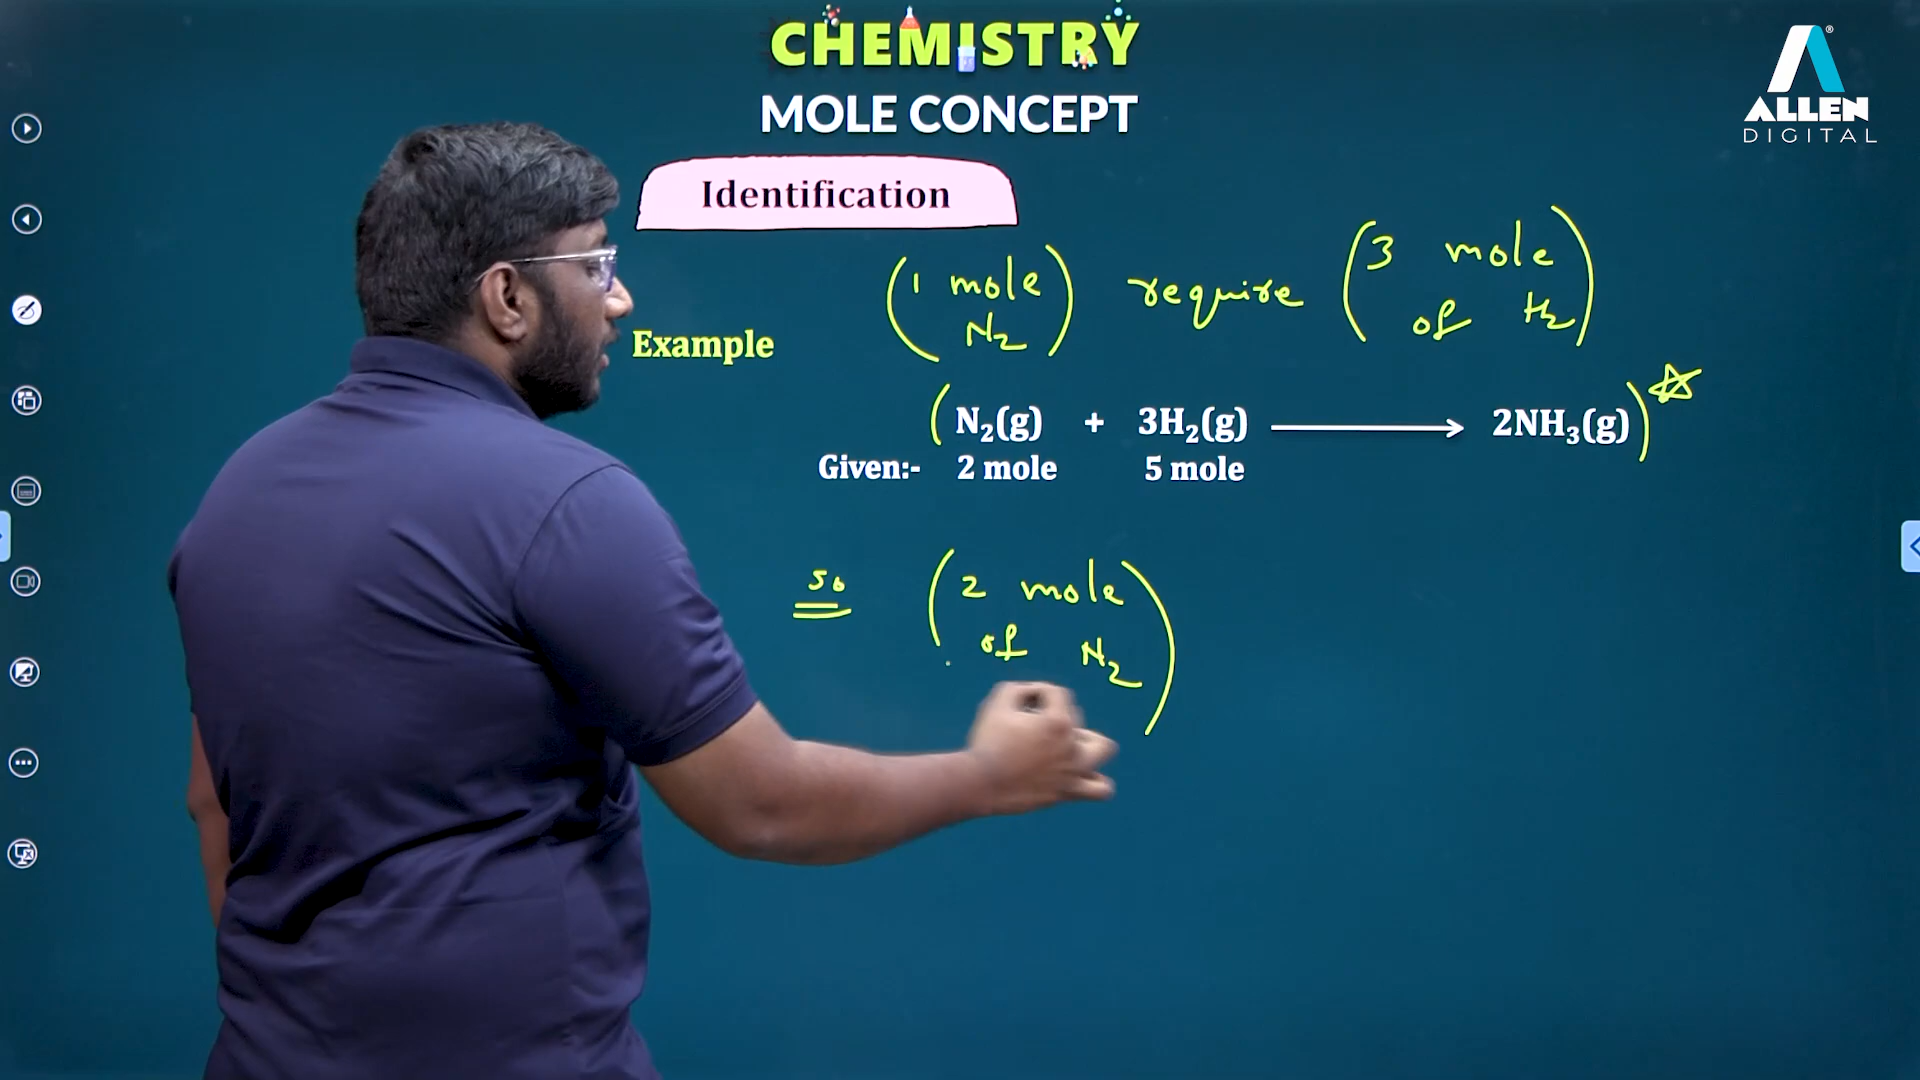 CHEMISTRY
MOLE CONCEPT
ALLEN
DIGITAL
Identification
1 mole N₂ require 3 mole of H₂
Example
N₂(g) + 3H₂(g) ⟶ 2NH₃(g)
Given:- 2 mole 5 mole
so 2 mole
of N₂